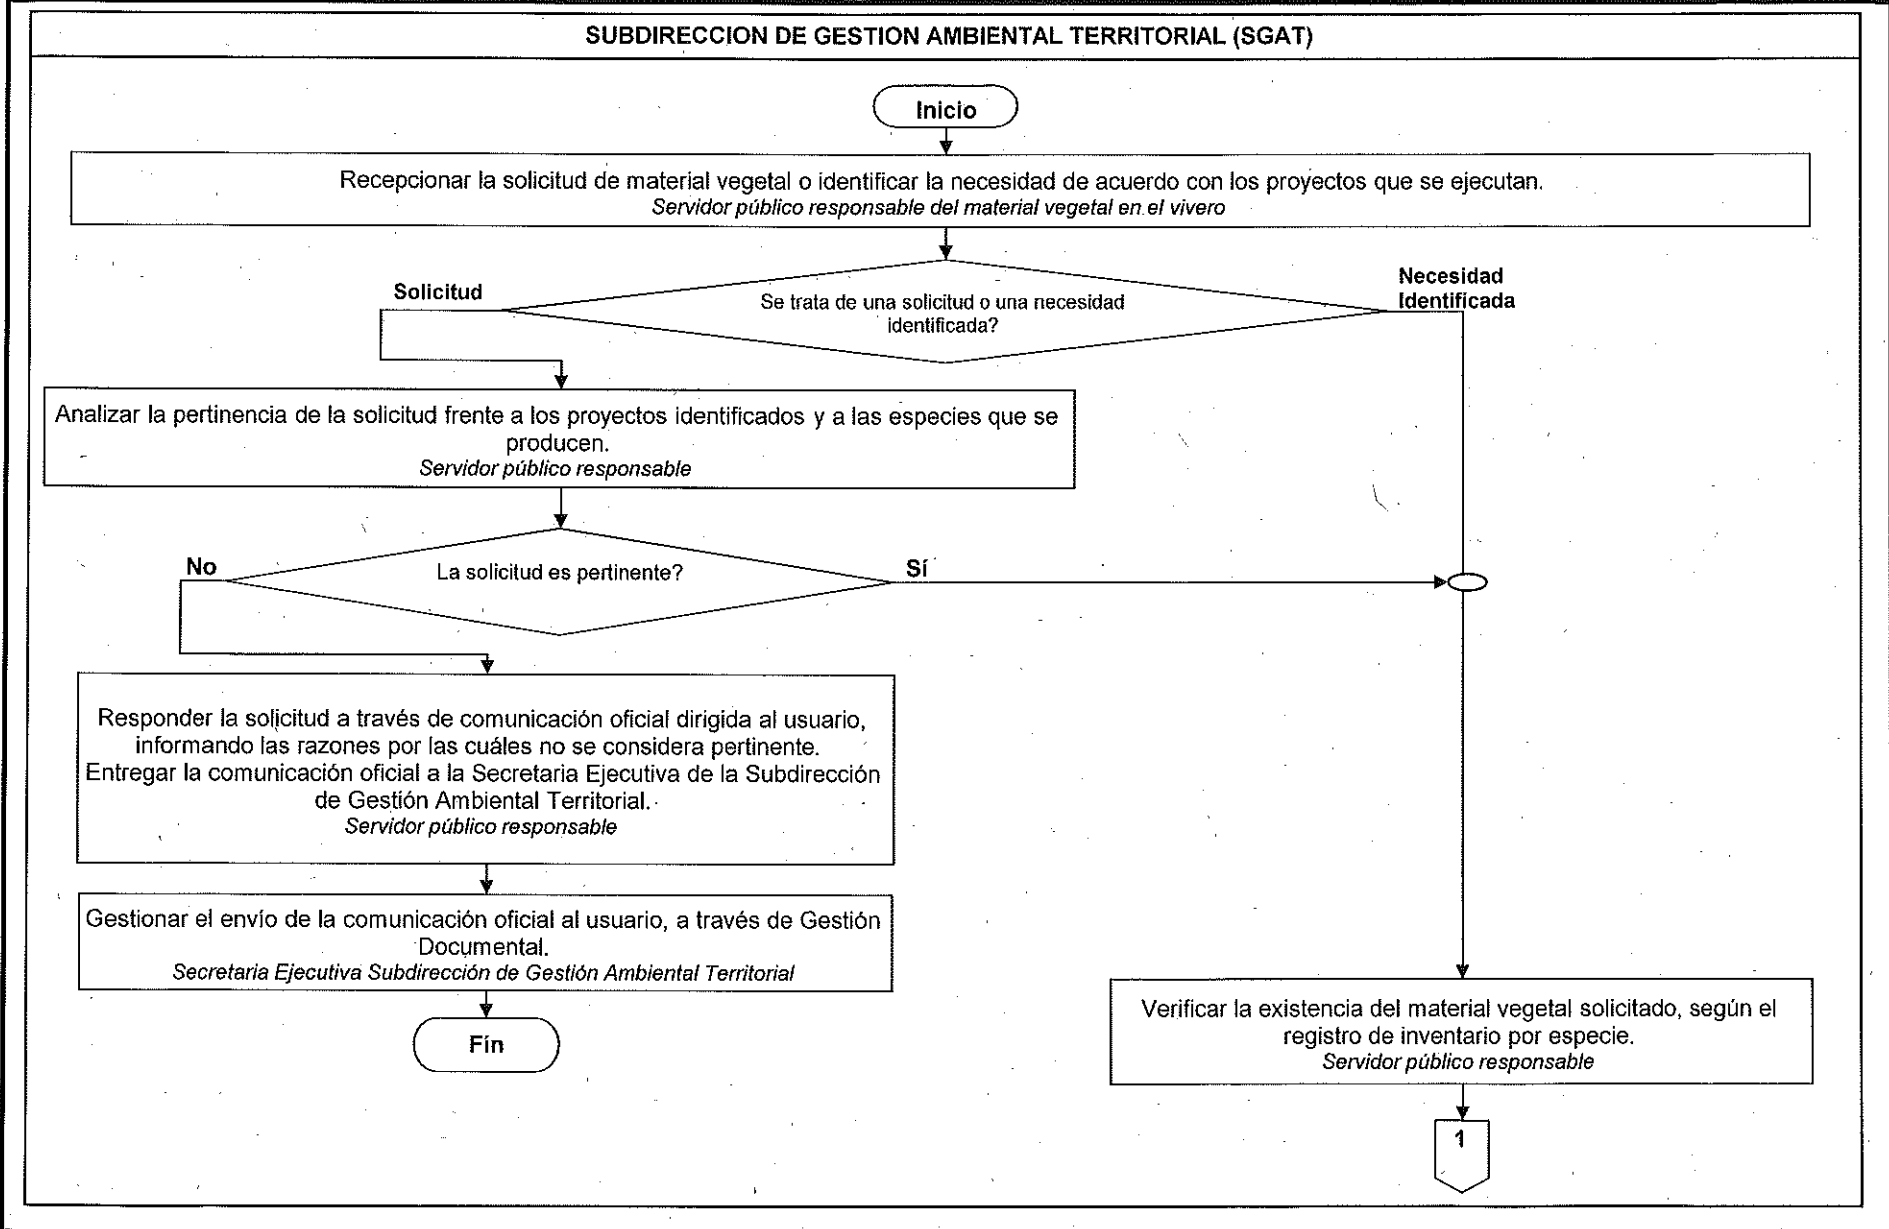 SUBDIRECCION DE GESTION AMBIENTAL TERRITORIAL (SGAT)
Inicio
Recepcionar la solicitud de material vegetal o identificar la necesidad de acuerdo con los proyectos que se ejecutan.
Servidor público responsable del material vegetal en el vivero
Solicitud
Se trata de una solicitud o una necesidad
identificada?
Necesidad
Identificada
Analizar la pertinencia de la solicitud frente a los proyectos identificados y a las especies que se
producen.
Servidor público responsable
No
La solicitud es pertinente?
Sí
Responder la solicitud a través de comunicación oficial dirigida al usuario,
informando las razones por las cuáles no se considera pertinente.
Entregar la comunicación oficial a la Secretaria Ejecutiva de la Subdirección
de Gestión Ambiental Territorial.
Servidor público responsable
Gestionar el envío de la comunicación oficial al usuario, a través de Gestión
Documental.
Secretaria Ejecutiva Subdirección de Gestión Ambiental Territorial
Fín
Verificar la existencia del material vegetal solicitado, según el
registro de inventario por especie.
Servidor público responsable
1